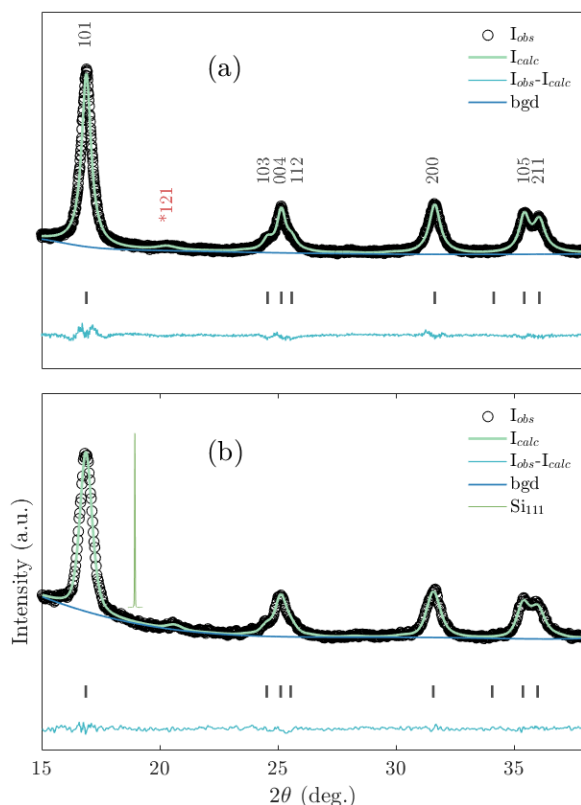 101
(a)
I_obs
I_calc
I_obs-I_calc
bgd
*121
103
004
112
200
105
211
(b)
I_obs
I_calc
I_obs-I_calc
bgd
Si_111
Intensity (a.u.)
15 20 25 30 35
2θ (deg.)